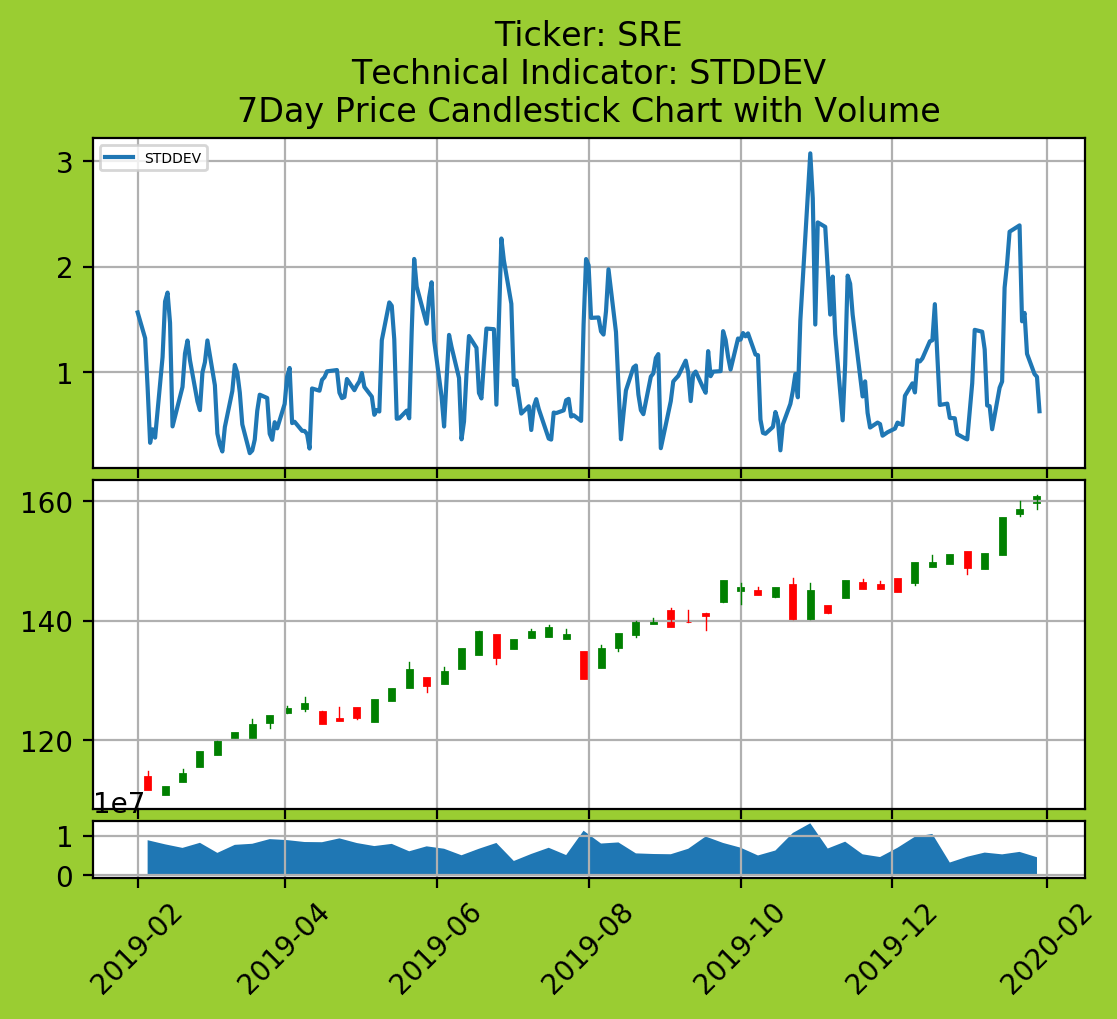 Ticker: SRE
Technical Indicator: STDDEV
7Day Price Candlestick Chart with Volume
STDDEV
3
2
1
160
140
120
1e7
1
0
2019-02 2019-04 2019-06 2019-08 2019-10 2019-12 2020-02